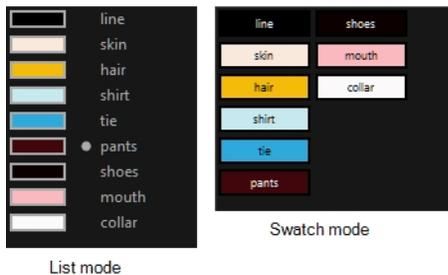 line
skin
hair
shirt
tie
pants
shoes
mouth
collar
List mode
line shoes
skin mouth
hair collar
shirt
tie
pants
Swatch mode